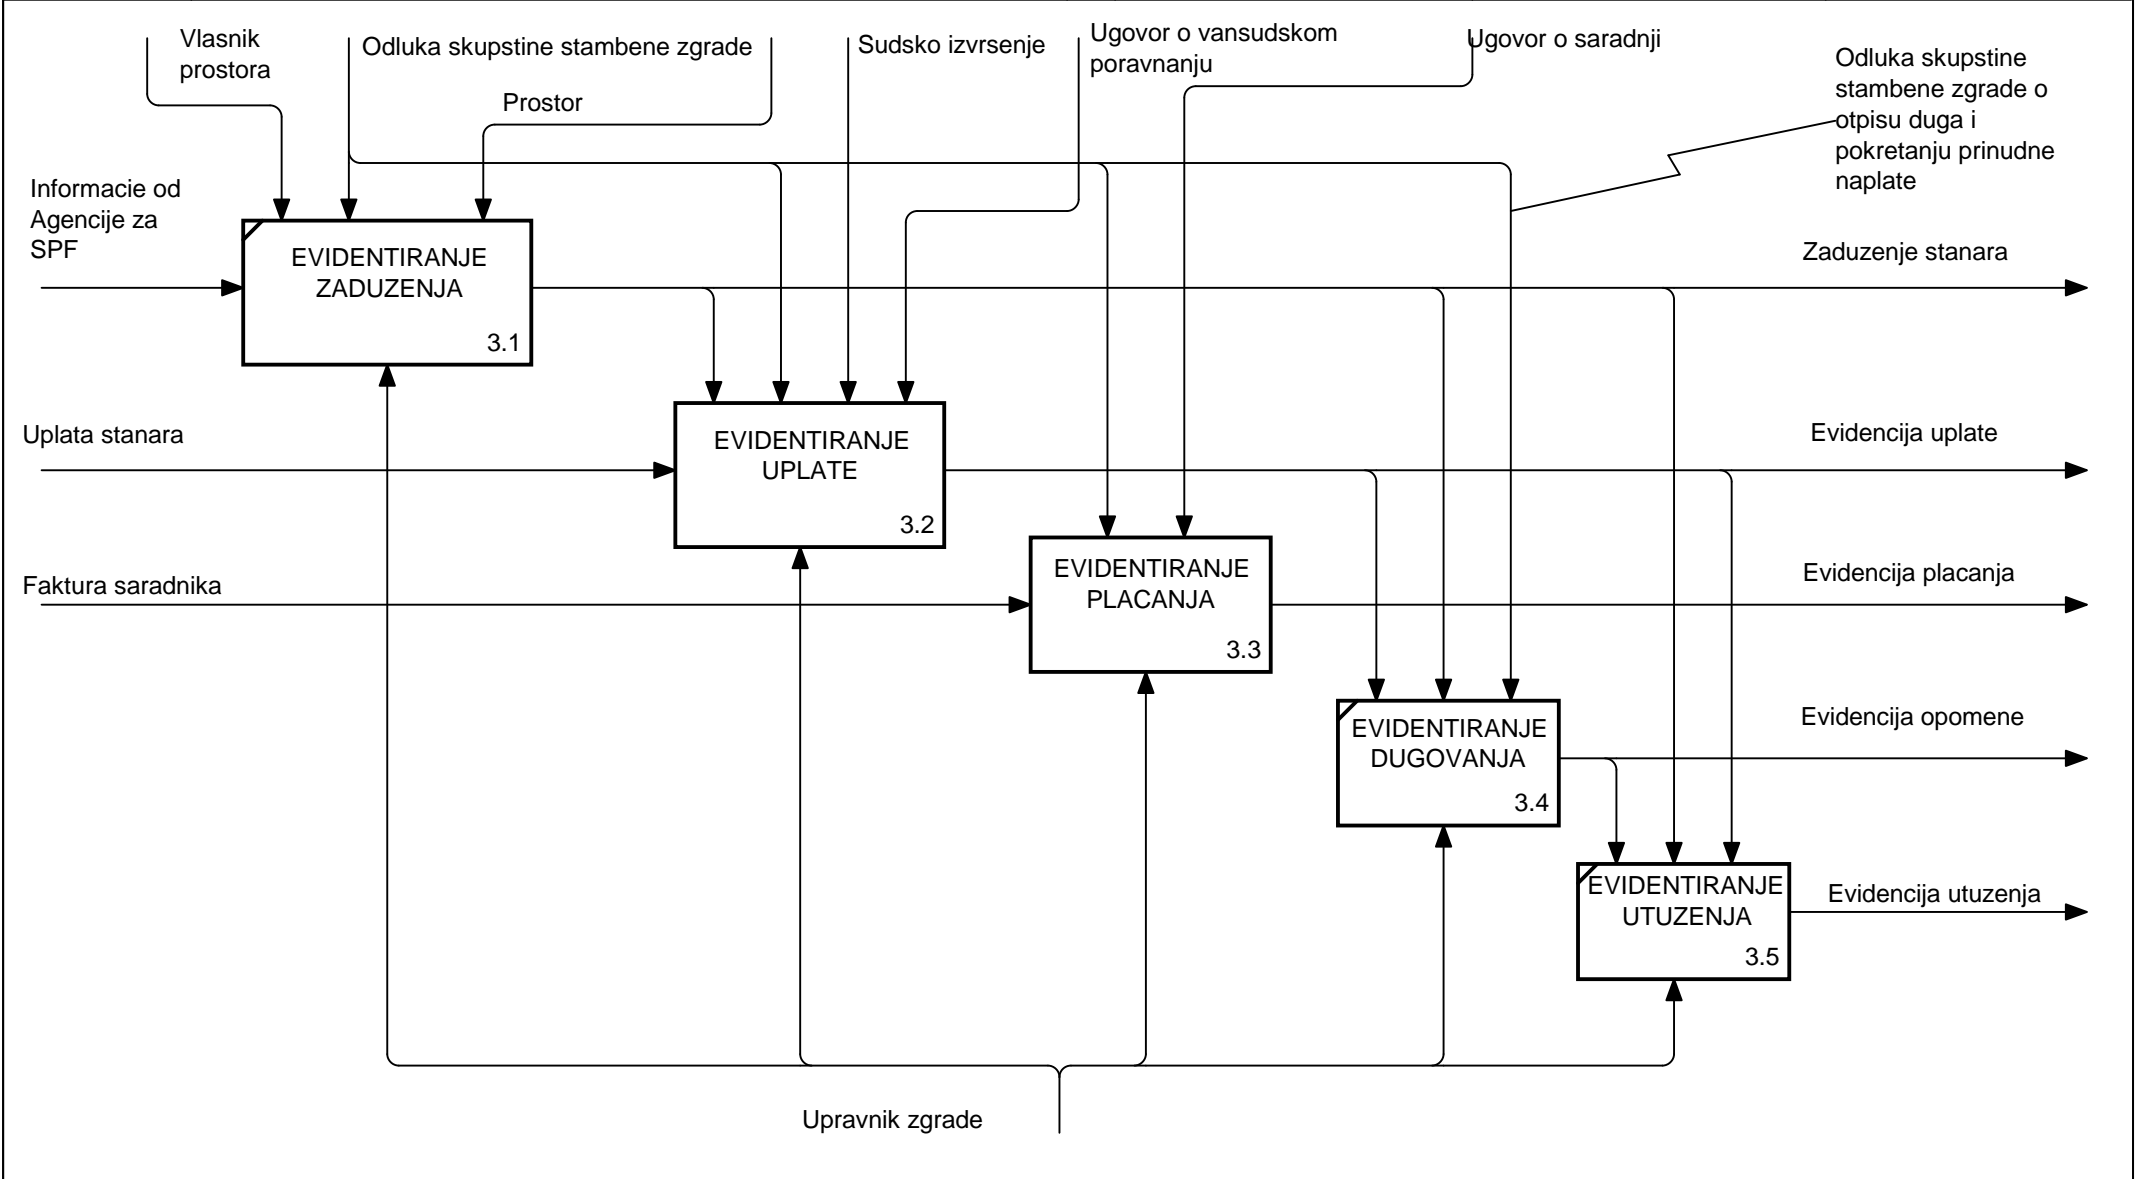 Vlasnik
prostora
Odluka skupstine stambene zgrade
Prostor
Sudsko izvrsenje
Ugovor o vansudskom
poravnanju
Ugovor o saradnji
Odluka skupstine
stambene zgrade o
otpisu duga i
pokretanju prinudne
naplate
Informacie od
Agencije za
SPF
EVIDENTIRANJE
ZADUZENJA
3.1
Zaduzenje stanara
Uplata stanara
EVIDENTIRANJE
UPLATE
3.2
Evidencija uplate
Faktura saradnika
EVIDENTIRANJE
PLACANJA
3.3
Evidencija placanja
EVIDENTIRANJE
DUGOVANJA
3.4
Evidencija opomene
EVIDENTIRANJE
UTUZENJA
3.5
Evidencija utuzenja
Upravnik zgrade